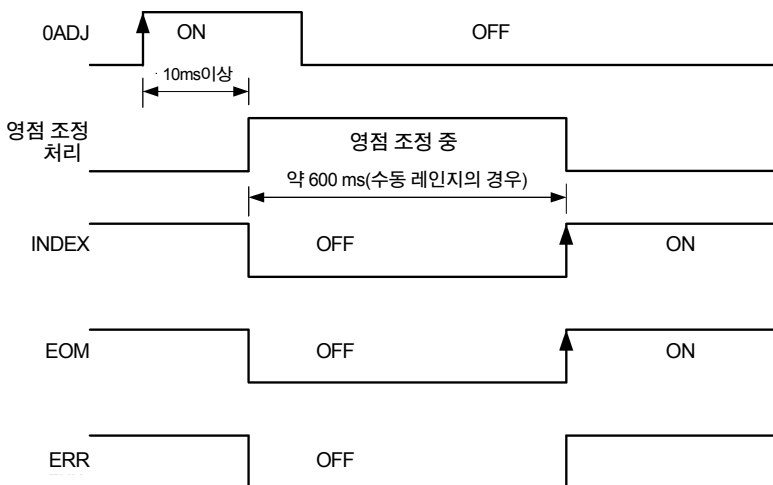 0ADJ ON OFF
10ms이상
영점 조정
처리
영점 조정 중
약 600 ms(수동 레인지의 경우)
INDEX OFF ON
EOM OFF ON
ERR OFF